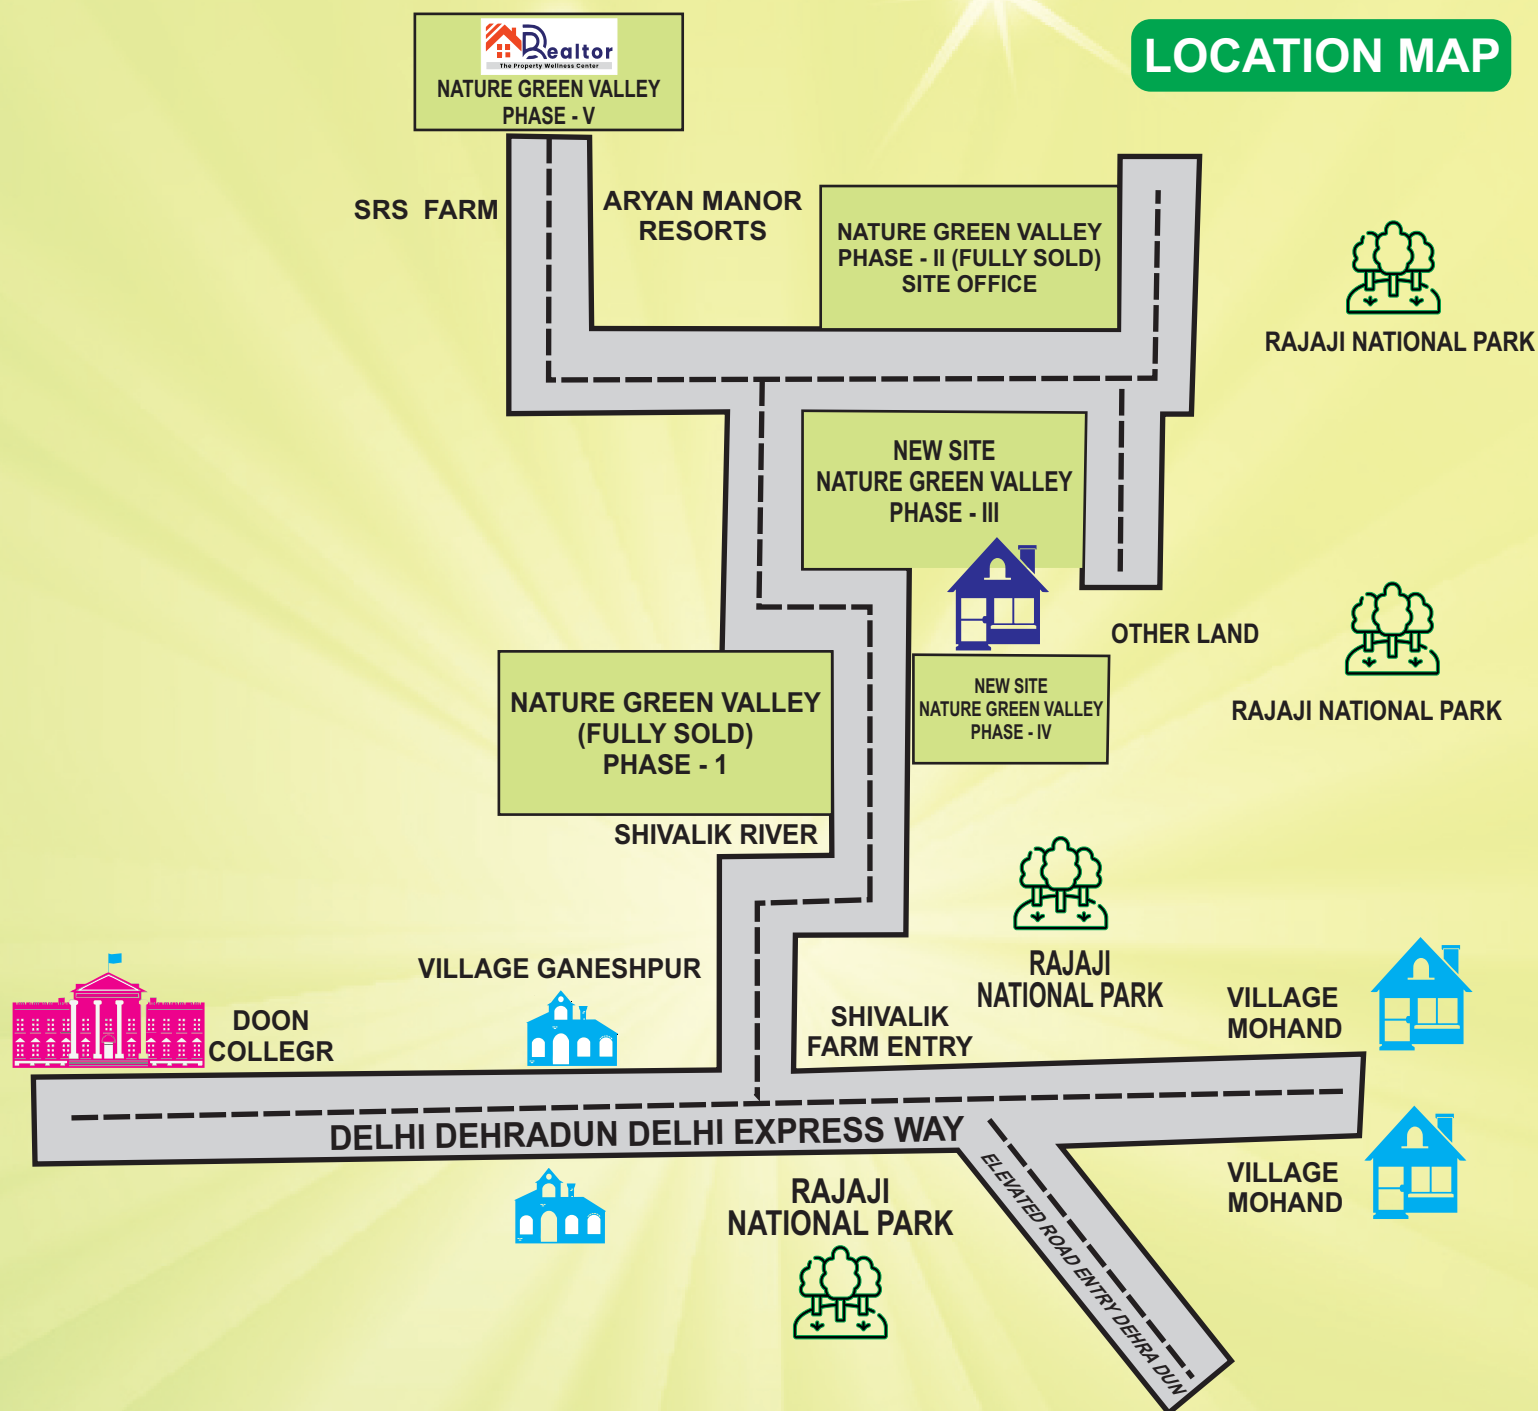 Realtor
The Property Wellness Center
NATURE GREEN VALLEY
PHASE - V
LOCATION MAP
SRS FARM
ARYAN MANOR
RESORTS
NATURE GREEN VALLEY
PHASE - II (FULLY SOLD)
SITE OFFICE
RAJAJI NATIONAL PARK
NEW SITE
NATURE GREEN VALLEY
PHASE - III
OTHER LAND
NATURE GREEN VALLEY
(FULLY SOLD)
PHASE - 1
NEW SITE
NATURE GREEN VALLEY
PHASE - IV
RAJAJI NATIONAL PARK
SHIVALIK RIVER
VILLAGE GANESHPUR
RAJAJI
NATIONAL PARK
DOON
COLLEGR
SHIVALIK
FARM ENTRY
VILLAGE
MOHAND
DELHI DEHRADUN DELHI EXPRESS WAY
ELEVATED ROAD ENTRY DEHRA DUN
RAJAJI
NATIONAL PARK
VILLAGE
MOHAND